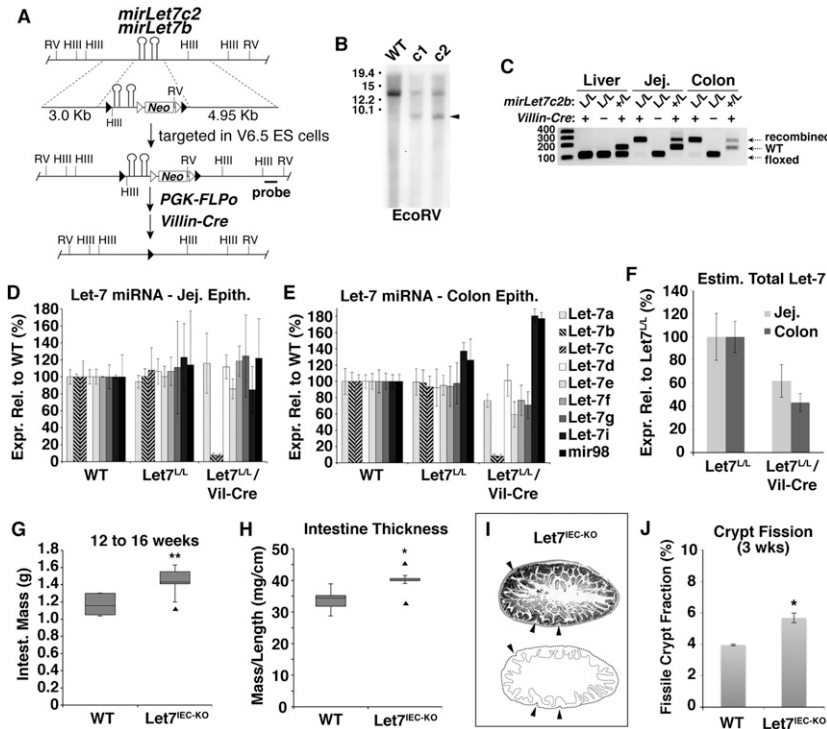 A
mirLet7c2
mirLet7b
RV HIII HIII HIII RV
RV
3.0 Kb Neo 4.95 Kb
HIII
targeted in V6.5 ES cells
RV HIII HIII RV HIII HIII RV
Neo
HIII
probe
PGK-FLPo
Villin-Cre
RV HIII HIII HIII HIII RV
B
WT c1 c2
19.4
15
12.2
10.1
EcoRV
C
Liver Jej. Colon
mirLet7c2b: L/L L/L +/L L/L L/L +/L L/L L/L +/L
Villin-Cre: + − + + − + + − +
400
300
200
100
recombined
WT
floxed
D
Let-7 miRNA - Jej. Epith.
Expr. Rel. to WT (%)
200
180
160
140
120
100
80
60
40
20
0
WT
Let7L/L
Let7L/L/
Vil-Cre
E
Let-7 miRNA - Colon Epith.
Expr. Rel. to WT (%)
200
180
160
140
120
100
80
60
40
20
0
WT
Let7L/L
Let7L/L/
Vil-Cre
Let-7a
Let-7b
Let-7c
Let-7d
Let-7e
Let-7f
Let-7g
Let-7i
mir98
F
Estim. Total Let-7
Expr. Rel. to Let7L/L (%)
140
120
100
80
60
40
20
0
Jej.
Colon
Let7L/L
Let7L/L/
Vil-Cre
G
12 to 16 weeks
Intest. Mass (g)
1.8
1.6
1.4
1.2
1.0
0.8
0.6
0.4
0.2
0
**
WT
Let7IEC-KO
H
Intestine Thickness
Mass/Length (mg/cm)
50
40
30
20
10
0
*
WT
Let7IEC-KO
I
Let7IEC-KO
J
Crypt Fission
(3 wks)
Fissile Crypt Fraction (%)
10
8
6
4
2
0
*
WT
Let7IEC-KO